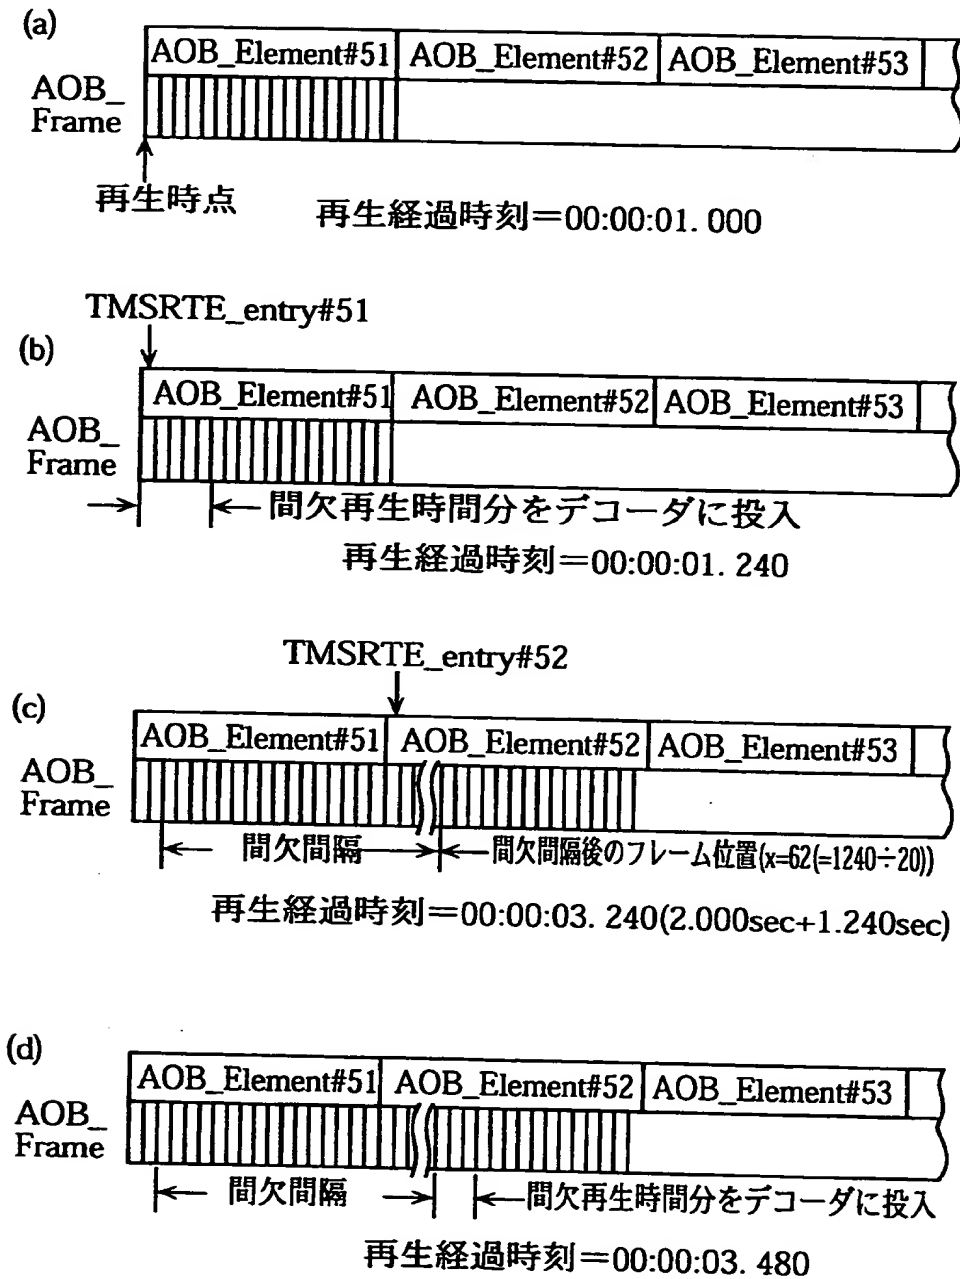 (a)
AOB_Element#51 AOB_Element#52 AOB_Element#53
AOB_
Frame
再生時点
再生経過時刻＝00:00:01. 000
TMSRTE_entry#51
(b)
AOB_Element#51 AOB_Element#52 AOB_Element#53
AOB_
Frame
間欠再生時間分をデコーダに投入
再生経過時刻＝00:00:01. 240
TMSRTE_entry#52
(c)
AOB_Element#51 AOB_Element#52 AOB_Element#53
AOB_
Frame
間欠間隔 間欠間隔後のフレーム位置(x=62(=1240÷20))
再生経過時刻＝00:00:03. 240(2.000sec+1.240sec)
(d)
AOB_Element#51 AOB_Element#52 AOB_Element#53
AOB_
Frame
間欠間隔 間欠再生時間分をデコーダに投入
再生経過時刻＝00:00:03. 480